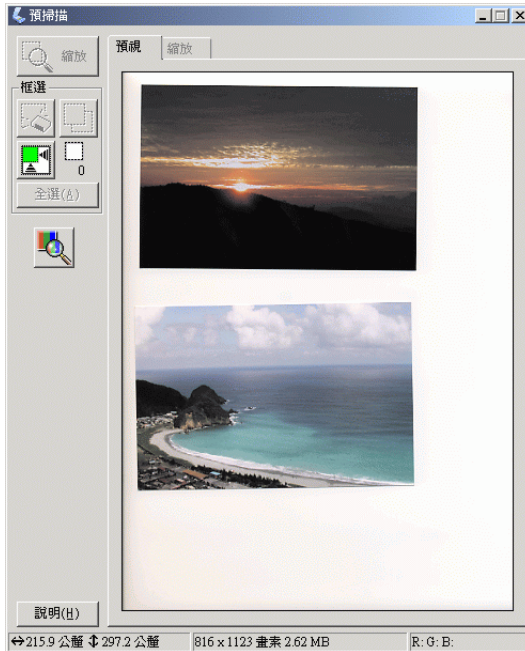 預掃描
縮放
預視
縮放
框選
0
全選(A)
說明(H)
215.9 公釐 297.2 公釐
816 x 1123 畫素 2.62 MB
R: G: B: